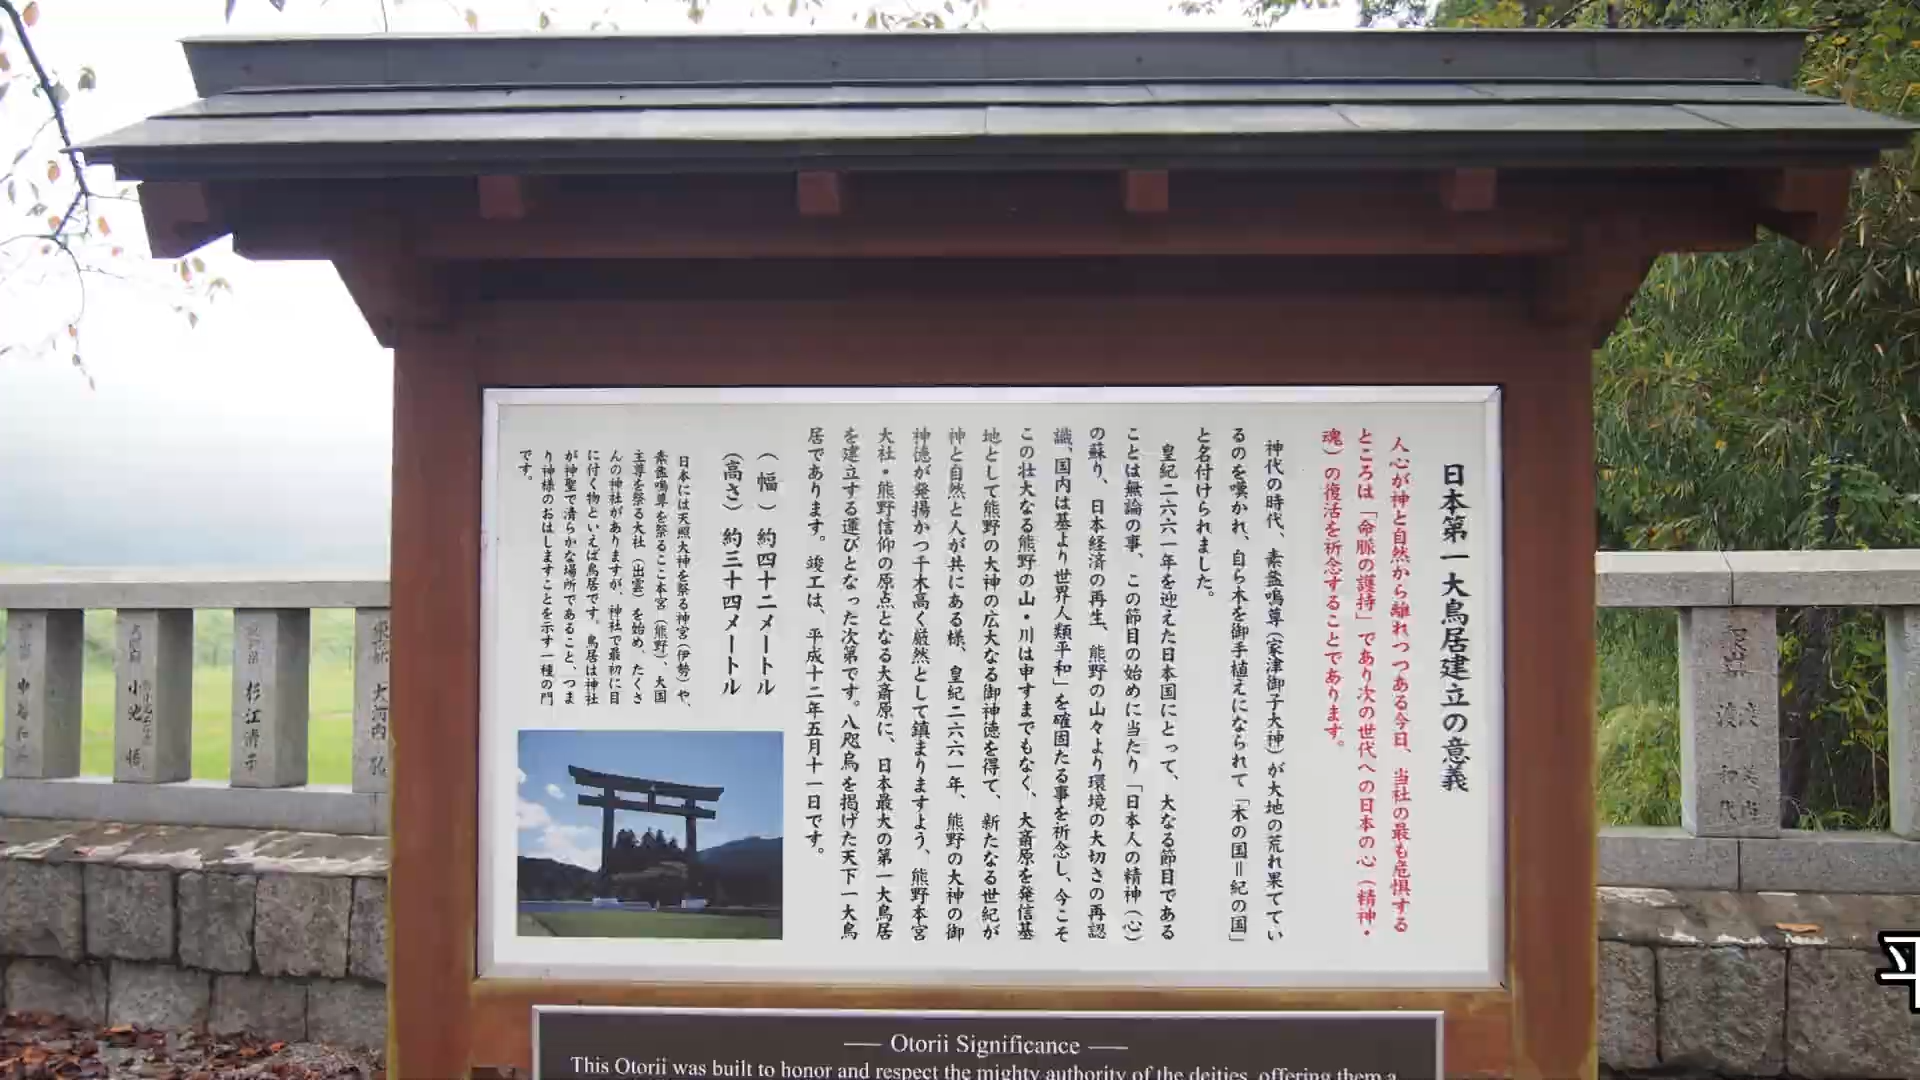 日本第一大鳥居建立の意義
人心が神と自然から離れつつある今日、当社の最も危惧する
ところは「命脈の護持」であり次の世代への日本の心（精神・
魂）の復活を祈念することであります。
神代の時代、素盞嗚尊（家津御子大神）が大地の荒れ果ててい
るのを嘆かれ、自ら木を御手植えになられて「木の国＝紀の国」
と名付けられました。
皇紀二六六一年を迎えた日本国にとって、大なる節目である
ことは無論の事、この節目の始めに当たり「日本人の精神（心）
の蘇り、日本経済の再生、熊野の山々より環境の大切さの再認
識、国内は基より世界人類平和」を確固たる事を祈念し、今こそ
この壮大なる熊野の山・川は申すまでもなく、大斎原を発信基
地として熊野の大神の広大なる御神徳を得て、新たなる世紀が
神と自然と人が共にある様、皇紀二六六一年、熊野の大神の御
神徳が発揚かつ千木高く厳然として鎮まりますよう、熊野本宮
大社・熊野信仰の原点となる大斎原に、日本最大の第一大鳥居
を建立する運びとなった次第です。八咫烏を掲げた天下一大鳥
居であります。竣工は、平成十二年五月十一日です。
（幅）約四十二メートル
（高さ）約三十四メートル
日本には天照大神を祭る神宮（伊勢）や、
素盞嗚尊を祭るここ本宮（熊野）、大国
主尊を祭る大社（出雲）を始め、たくさ
んの神社がありますが、神社で最初に目
に付く物といえば鳥居です。鳥居は神社
が神聖で清らかな場所であること、つま
り神様のおはしますことを示す一種の門
です。
Otorii Significance
This Otorii was built to honor and respect the mighty authority of the deities, offering them a
大河内
杉江清子
小池 悟